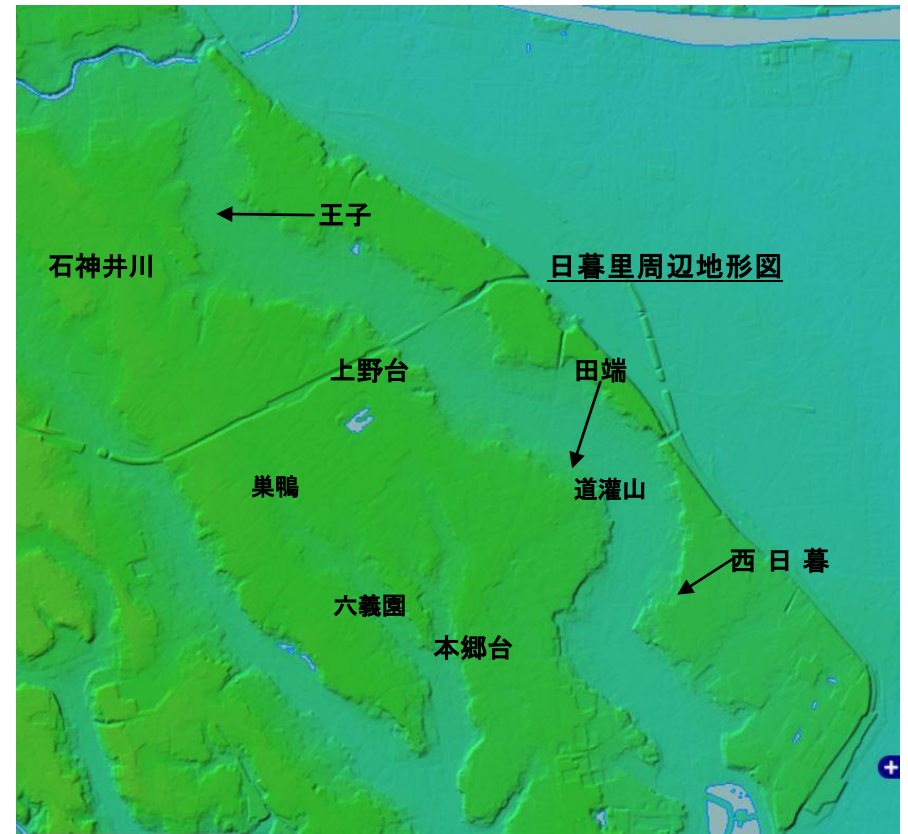 王子
石神井川
日暮里周辺地形図
上野台
田端
巣鴨
道灌山
西日暮
六義園
本郷台